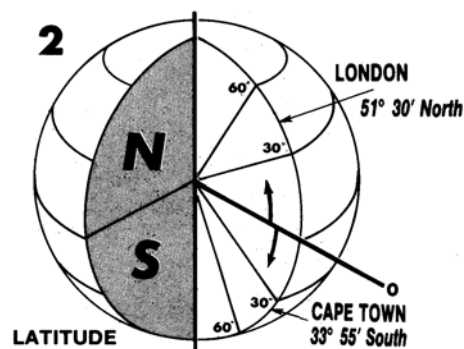 2
60°
LONDON
51° 30' North
30°
N
S
O
30°
CAPE TOWN
60°
33° 55' South
LATITUDE